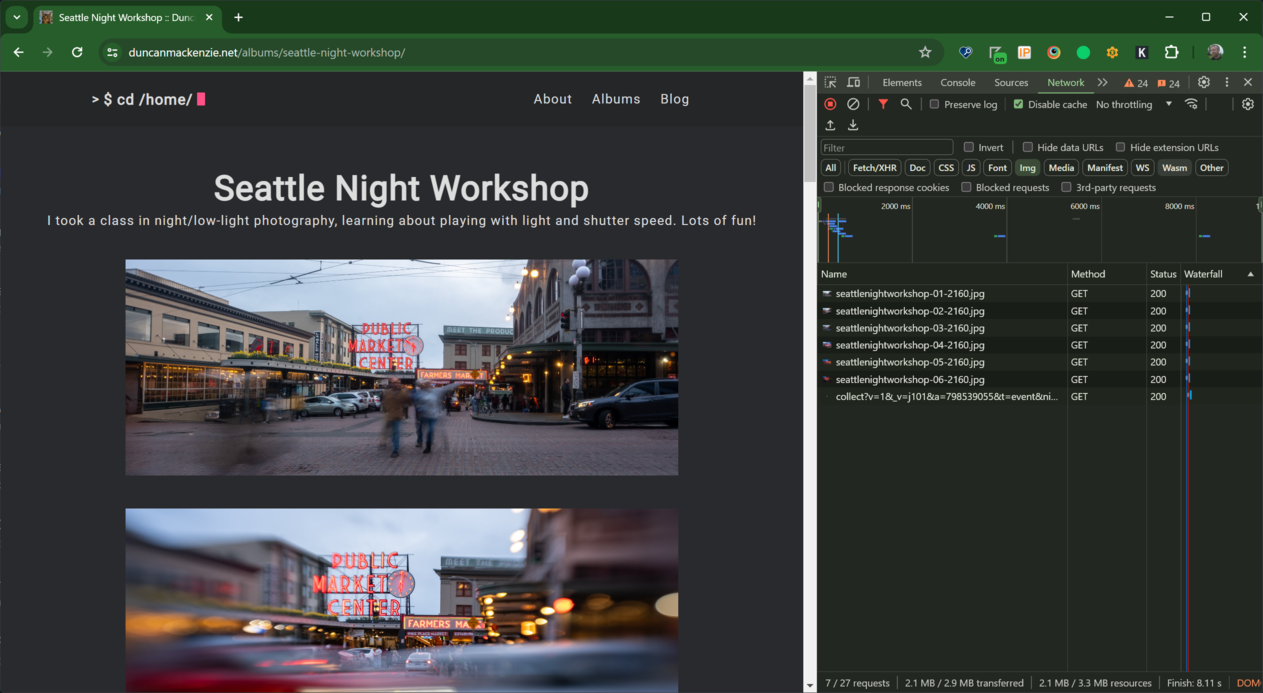 Seattle Night Workshop :: Dunc
duncanmackenzie.net/albums/seattle-night-workshop/
on
IP
K
> $ cd /home/
About Albums Blog
Seattle Night Workshop
I took a class in night/low-light photography, learning about playing with light and shutter speed. Lots of fun!
PUBLIC
MARKET
CENTER
MEET THE PRODUC
FARMERS MA
PUBLIC
MARKET
CENTER
FARMERS MA
Elements Console Sources Network 24 24
Preserve log Disable cache No throttling
Filter Invert Hide data URLs Hide extension URLs
All Fetch/XHR Doc CSS JS Font Img Media Manifest WS Wasm Other
Blocked response cookies Blocked requests 3rd-party requests
2000 ms 4000 ms 6000 ms 8000 ms 1
Name Method Status Waterfall
seattlenightworkshop-01-2160.jpg GET 200
seattlenightworkshop-02-2160.jpg GET 200
seattlenightworkshop-03-2160.jpg GET 200
seattlenightworkshop-04-2160.jpg GET 200
seattlenightworkshop-05-2160.jpg GET 200
seattlenightworkshop-06-2160.jpg GET 200
collect?v=1&_v=j101&a=798539055&t=event&ni... GET 200
7 / 27 requests 2.1 MB / 2.9 MB transferred 2.1 MB / 3.3 MB resources Finish: 8.11 s DOM